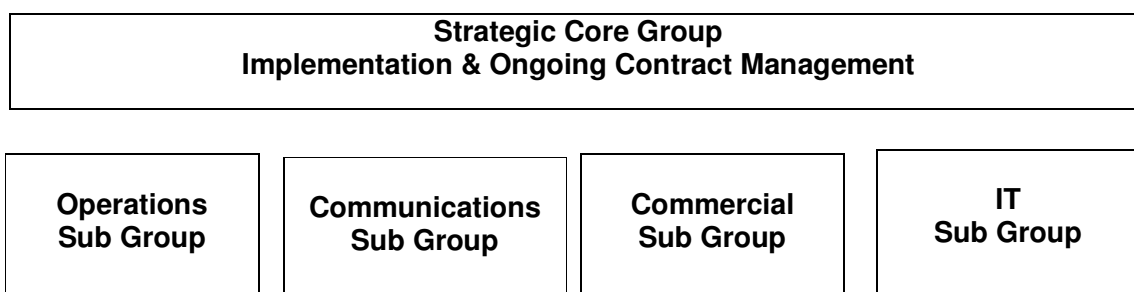 Strategic Core Group
Implementation & Ongoing Contract Management
Operations
Sub Group
Communications
Sub Group
Commercial
Sub Group
IT
Sub Group